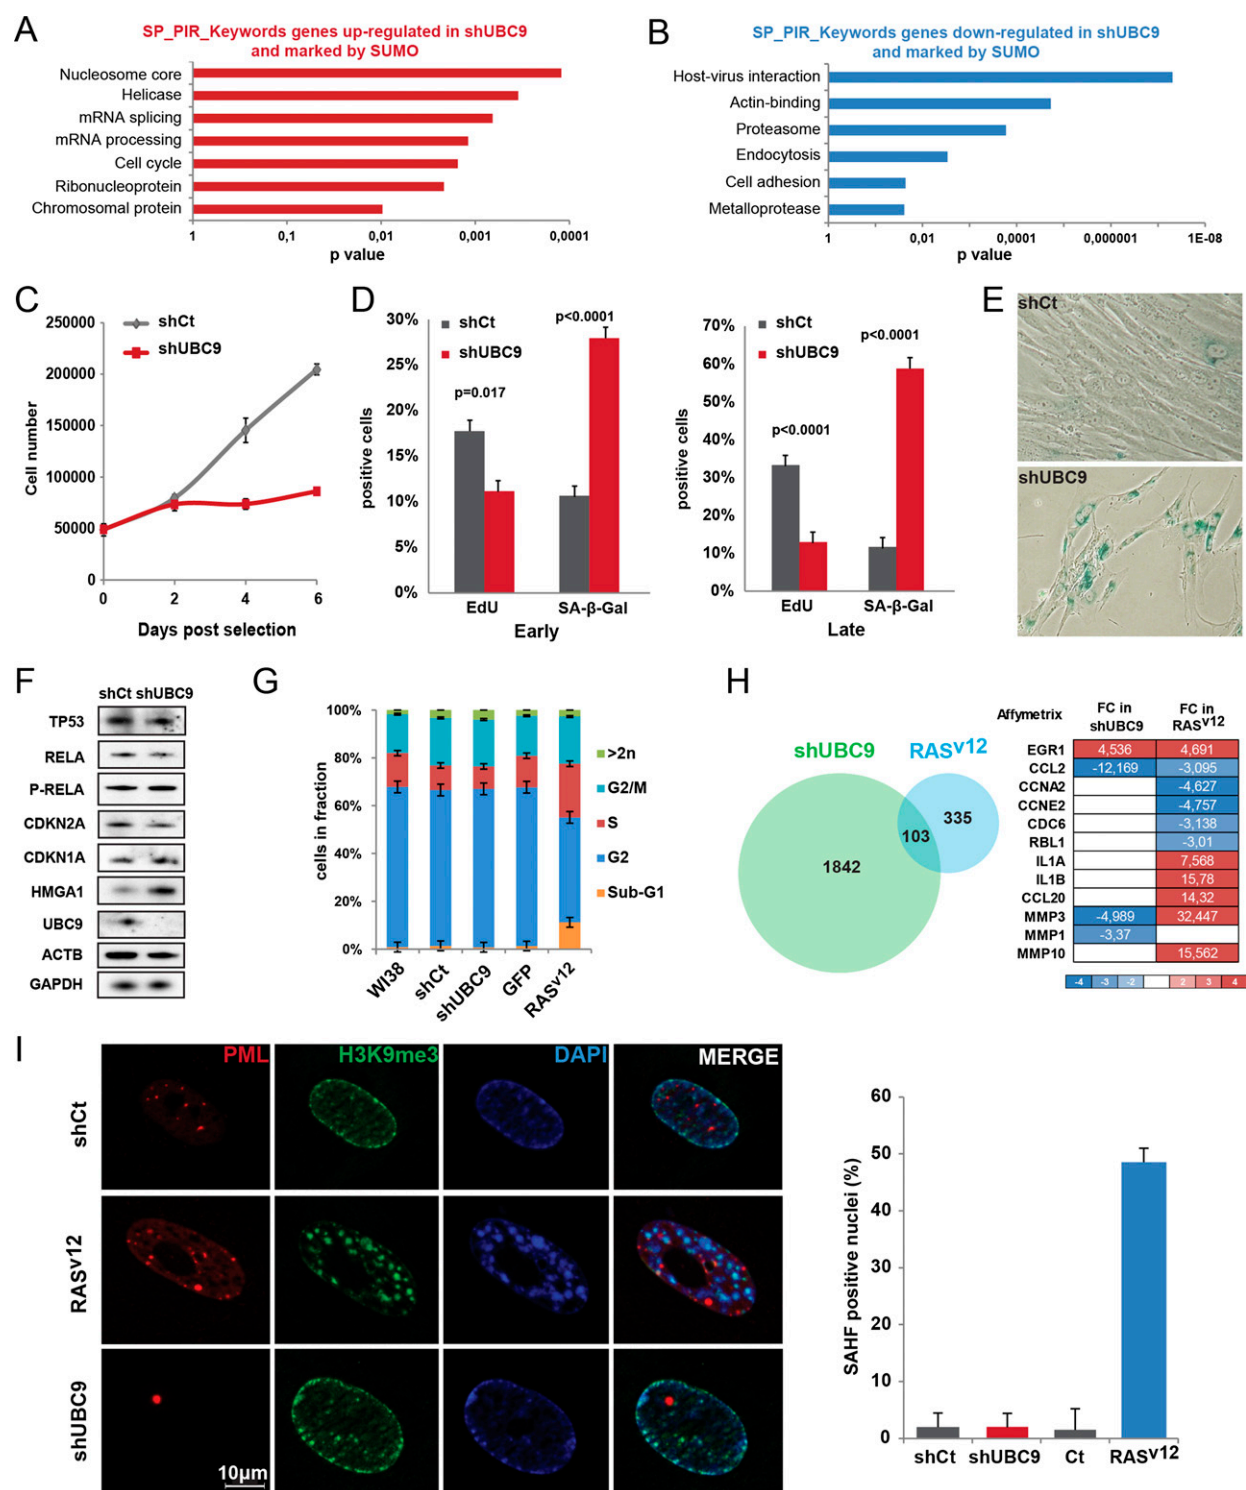 A
SP_PIR_Keywords genes up-regulated in shUBC9
and marked by SUMO
Nucleosome core
Helicase
mRNA splicing
mRNA processing
Cell cycle
Ribonucleoprotein
Chromosomal protein
1 0,1 0,01 0,001 0,0001
p value
B
SP_PIR_Keywords genes down-regulated in shUBC9
and marked by SUMO
Host-virus interaction
Actin-binding
Proteasome
Endocytosis
Cell adhesion
Metalloprotease
1 0,01 0,0001 0,000001 1E-08
p value
C
250000
200000
150000
100000
50000
0
Cell number
shCt
shUBC9
0 2 4 6
Days post selection
D
30%
25%
20%
15%
10%
5%
0%
positive cells
shCt
shUBC9
p<0.0001
p=0.017
EdU SA-β-Gal
Early
70%
60%
50%
40%
30%
20%
10%
0%
positive cells
shCt
shUBC9
p<0.0001
p<0.0001
EdU SA-β-Gal
Late
E
shCt
shUBC9
F
shCt shUBC9
TP53
RELA
P-RELA
CDKN2A
CDKN1A
HMGA1
UBC9
ACTB
GAPDH
G
100%
80%
60%
40%
20%
0%
cells in fraction
>2n
G2/M
S
G2
Sub-G1
WI38
shCt
shUBC9
GFP
RASV12
H
shUBC9
RASV12
1842
103
335
Affymetrix FC in shUBC9 FC in RASV12
EGR1 4,536 4,691
CCL2 -12,169 -3,095
CCNA2 -4,627
CCNE2 -4,757
CDC6 -3,138
RBL1 -3,01
IL1A 7,568
IL1B 15,78
CCL20 14,32
MMP3 -4,989 32,447
MMP1 -3,37
MMP10 15,562
-4 -3 -2 2 3 4
I
PML H3K9me3 DAPI MERGE
shCt
RASV12
shUBC9
10µm
60
50
40
30
20
10
0
SAHF positive nuclei (%)
shCt shUBC9 Ct RASV12